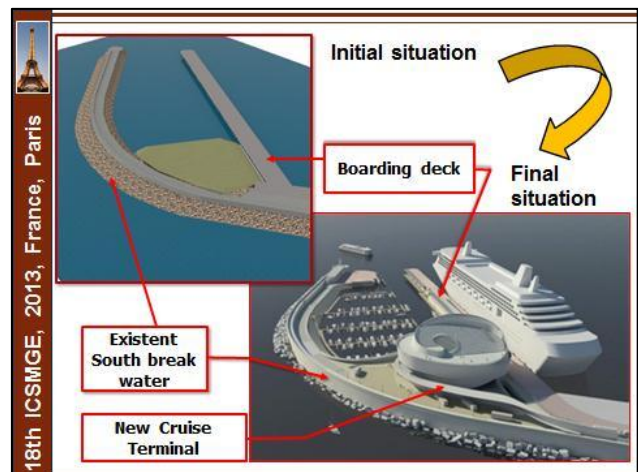 18th ICSMGE, 2013, France, Paris
Initial situation
Boarding deck
Final
situation
Existent
South break
water
New Cruise
Terminal